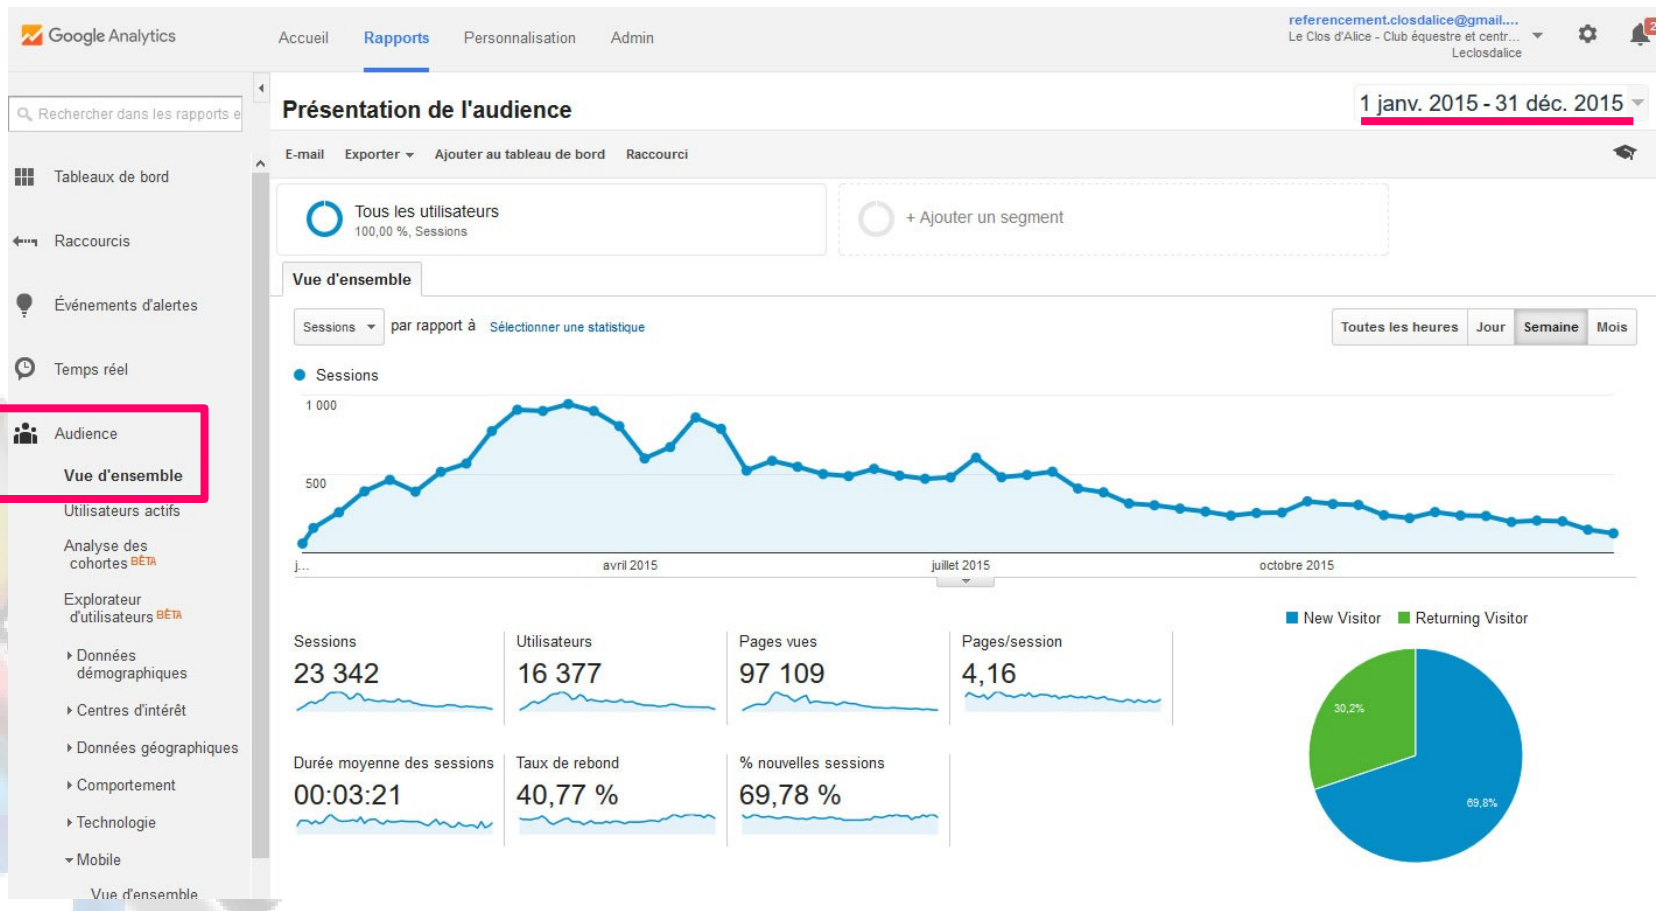 Google Analytics
Accueil Rapports Personnalisation Admin
referencement.closdalice@gmail....
Le Clos d'Alice - Club équestre et centr...
Leclosdalice
2
Rechercher dans les rapports e
Présentation de l'audience
1 janv. 2015 - 31 déc. 2015
E-mail Exporter Ajouter au tableau de bord Raccourci
Tableaux de bord
Raccourcis
Événements d'alertes
Temps réel
Audience
Vue d'ensemble
Utilisateurs actifs
Analyse des
cohortes BÊTA
Explorateur
d'utilisateurs BÊTA
Données
démographiques
Centres d'intérêt
Données géographiques
Comportement
Technologie
Mobile
Vue d'ensemble
Tous les utilisateurs
100,00 %, Sessions
+ Ajouter un segment
Vue d'ensemble
Sessions par rapport à Sélectionner une statistique
Toutes les heures Jour Semaine Mois
Sessions
1 000
500
j... avril 2015 juillet 2015 octobre 2015
New Visitor Returning Visitor
Sessions Utilisateurs Pages vues Pages/session
23 342 16 377 97 109 4,16
Durée moyenne des sessions Taux de rebond % nouvelles sessions
00:03:21 40,77 % 69,78 %
30,2%
69,8%